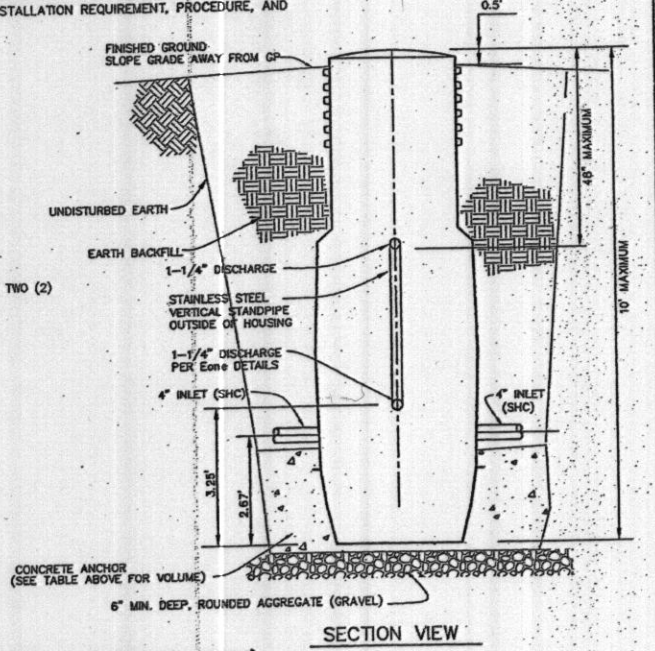 STALLATION REQUIREMENT, PROCEDURE, AND
0.5'
FINISHED GROUND
SLOPE GRADE AWAY FROM GP
48" MAXIMUM
10' MAXIMUM
UNDISTURBED EARTH
EARTH BACKFILL
1-1/4" DISCHARGE
TWO (2)
STAINLESS STEEL
VERTICAL STANDPIPE
OUTSIDE OF HOUSING
1-1/4" DISCHARGE
PER Eone DETAILS
4" INLET (SHC)
4" INLET
(SHC)
3.25'
2.67'
CONCRETE ANCHOR
(SEE TABLE ABOVE FOR VOLUME)
6" MIN. DEEP, ROUNDED AGGREGATE (GRAVEL)
SECTION VIEW